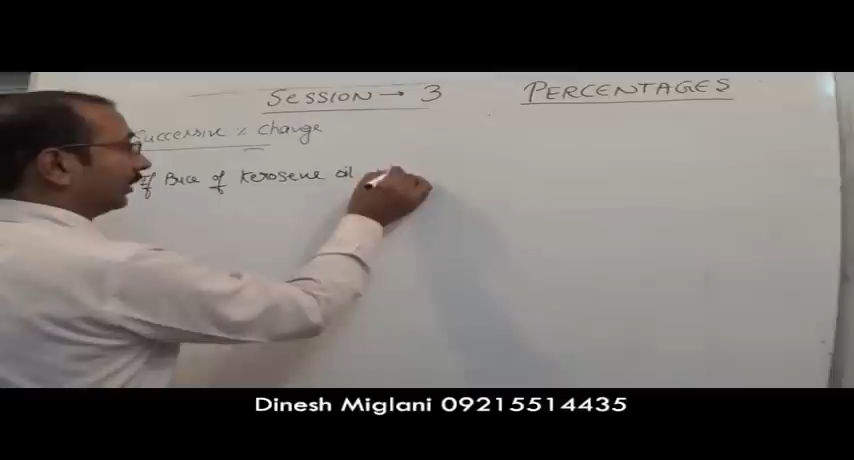 SESSION → 3 PERCENTAGES
Successive % change
If Price of Kerosene oil
Dinesh Miglani 09215514435